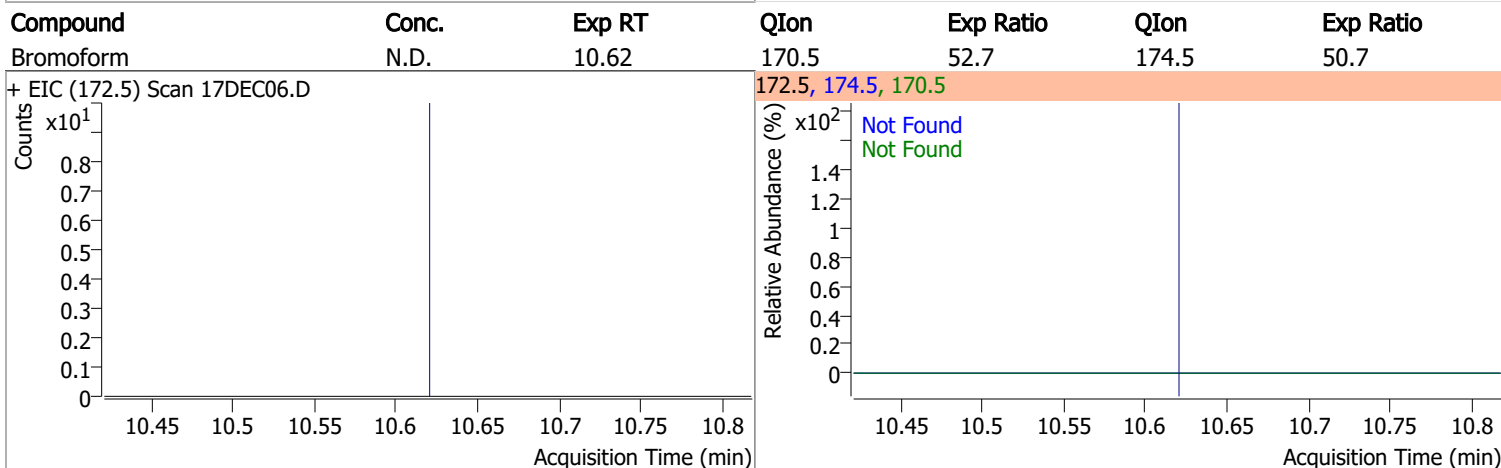 Compound Conc. Exp RT QIon Exp Ratio QIon Exp Ratio
Bromoform N.D. 10.62 170.5 52.7 174.5 50.7
+ EIC (172.5) Scan 17DEC06.D
Counts
x10¹
0.8
0.7
0.6
0.5
0.4
0.3
0.2
0.1
0
10.45 10.5 10.55 10.6 10.65 10.7 10.75 10.8
Acquisition Time (min)
172.5, 174.5, 170.5
Relative Abundance (%)
x10²
Not Found
Not Found
1.4
1.2
1
0.8
0.6
0.4
0.2
0
10.45 10.5 10.55 10.6 10.65 10.7 10.75 10.8
Acquisition Time (min)